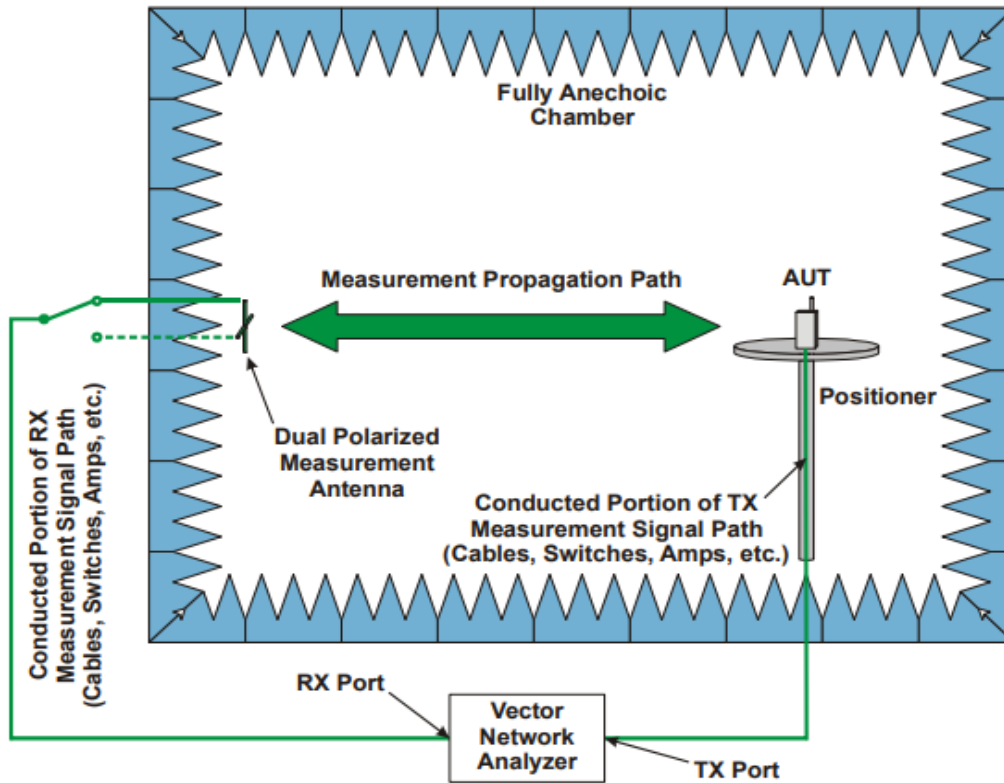 Fully Anechoic
Chamber
Measurement Propagation Path
AUT
Positioner
Dual Polarized
Measurement
Antenna
Conducted Portion of TX
Measurement Signal Path
(Cables, Switches, Amps, etc.)
Conducted Portion of RX
Measurement Signal Path
(Cables, Switches, Amps, etc.)
RX Port
Vector
Network
Analyzer
TX Port